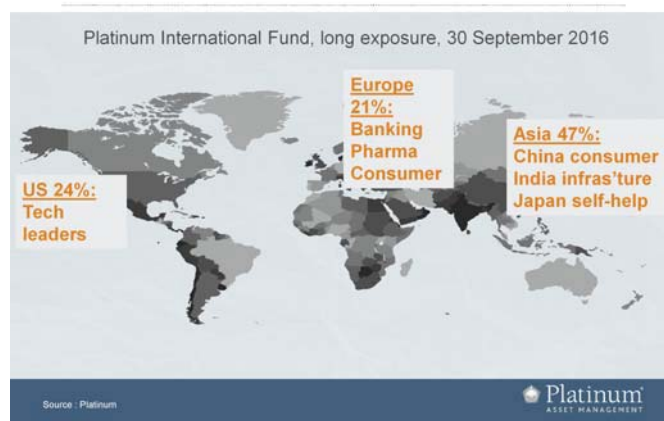 Platinum International Fund, long exposure, 30 September 2016
Europe
21%:
Banking
Pharma
Consumer
Asia 47%:
China consumer
India infras'ture
Japan self-help
US 24%:
Tech
leaders
Source : Platinum
Platinum®
ASSET MANAGEMENT